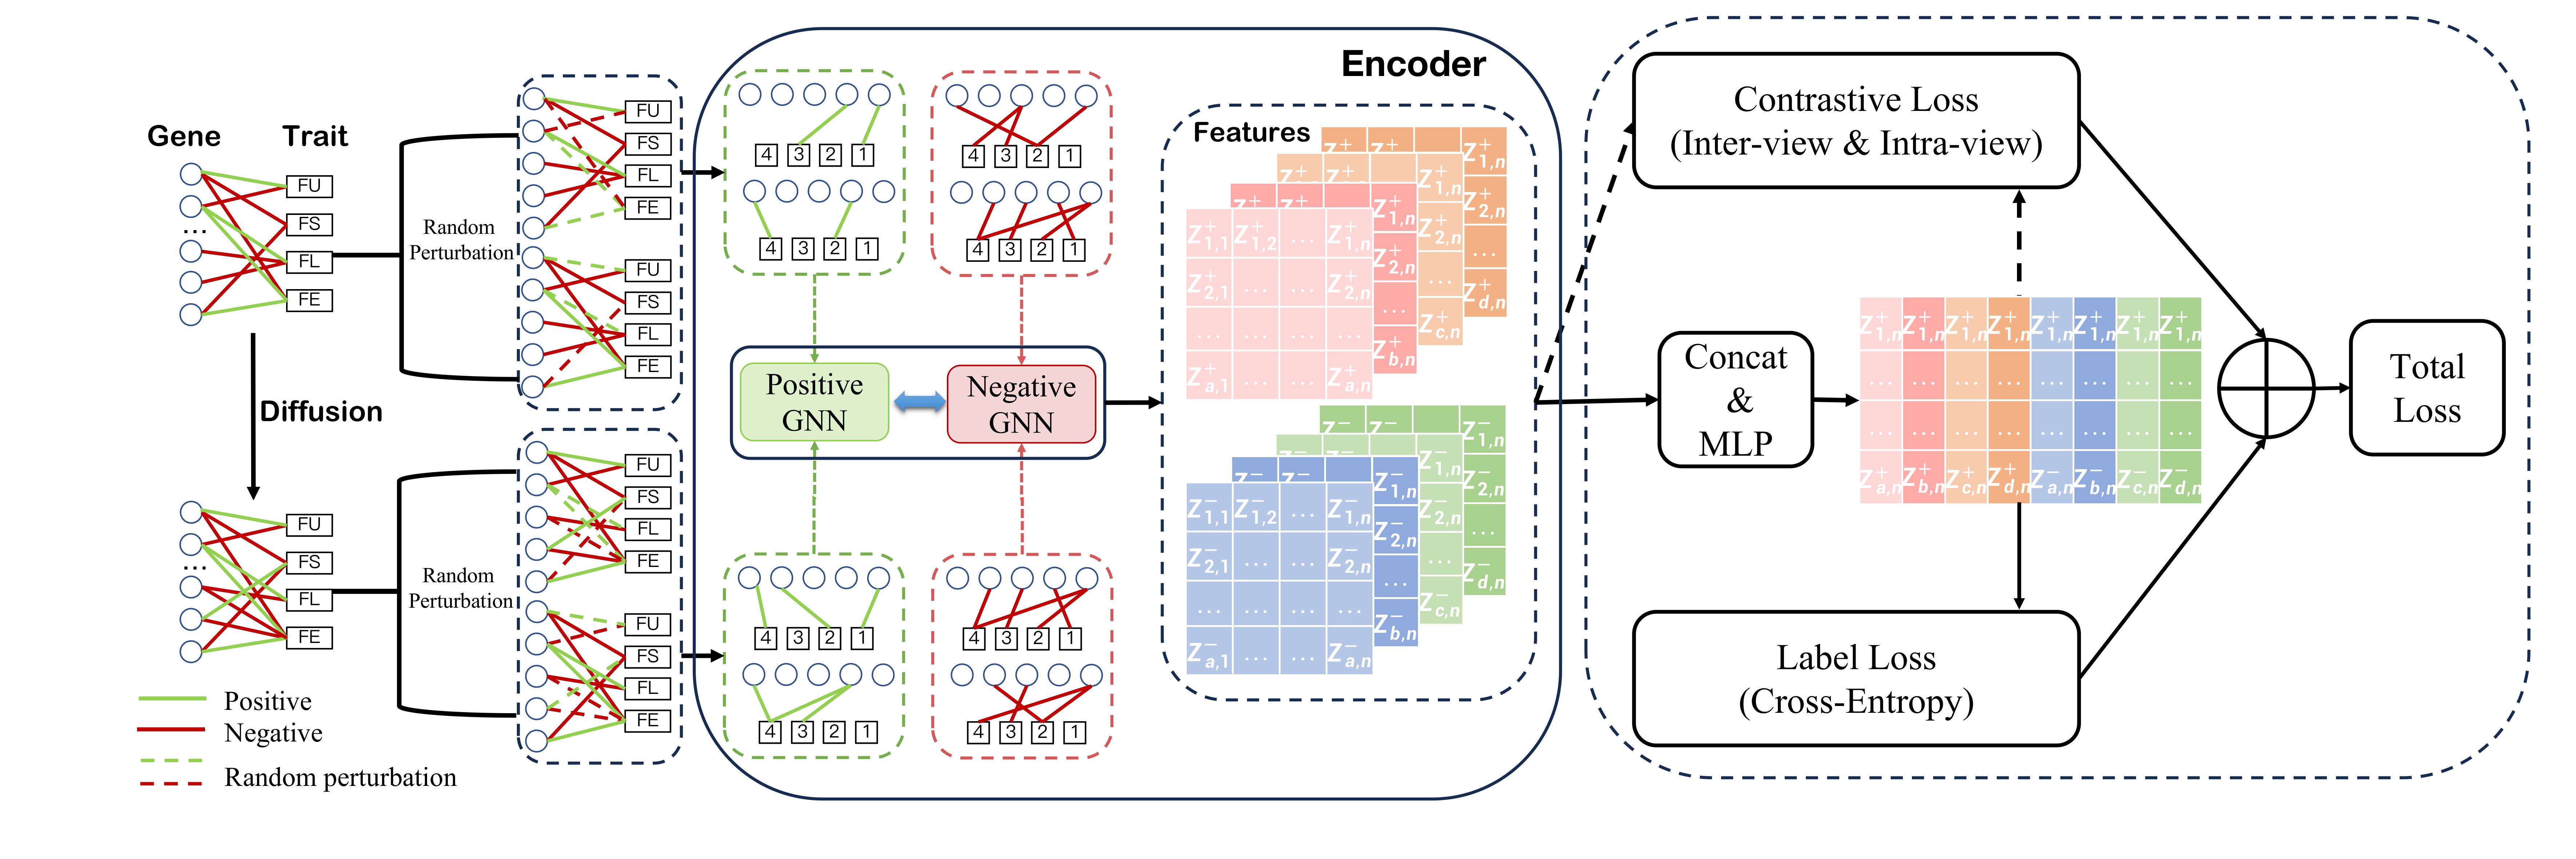 Gene
Trait
...
FU
FS
FL
FE
Diffusion
...
FU
FS
FL
FE
Positive
Negative
Random perturbation
Random
Perturbation
Random
Perturbation
FU
FS
FL
FE
FU
FS
FL
FE
FU
FS
FL
FE
FU
FS
FL
FE
Encoder
4 3 2 1
4 3 2 1
4 3 2 1
4 3 2 1
Positive
GNN
Negative
GNN
4 3 2 1
4 3 2 1
4 3 2 1
4 3 2 1
Features
Z+ Z+ Z+1,n
Z+2,n
...
Z+d,n
Z+ Z+ Z+1,n
Z+2,n
...
Z+c,n
Z+ Z+ Z+1,n
Z+2,n
...
Z+b,n
Z+1,1 Z+1,2 ... Z+1,n
Z+2,1 ... ... Z+2,n
... ... ... ...
Z+a,1 ... ... Z+a,n
Z− Z− Z−1,n
Z−2,n
...
Z−d,n
Z− Z− Z−1,n
Z−2,n
...
Z−c,n
Z− Z− Z−1,n
Z−2,n
...
Z−b,n
Z−1,1 Z−1,2 ... Z−1,n
Z−2,1 ... ... Z−2,n
... ... ... ...
Z−a,1 ... ... Z−a,n
Contrastive Loss
(Inter-view & Intra-view)
Concat
&
MLP
Z+1,n Z+1,n Z+1,n Z+1,n Z+1,n Z+1,n Z+1,n Z+1,n
... ... ... ... ... ... ... ...
... ... ... ... ... ... ... ...
Z+a,n Z+b,n Z+c,n Z+d,n Z−a,n Z−b,n Z−c,n Z−d,n
Label Loss
(Cross-Entropy)
Total
Loss